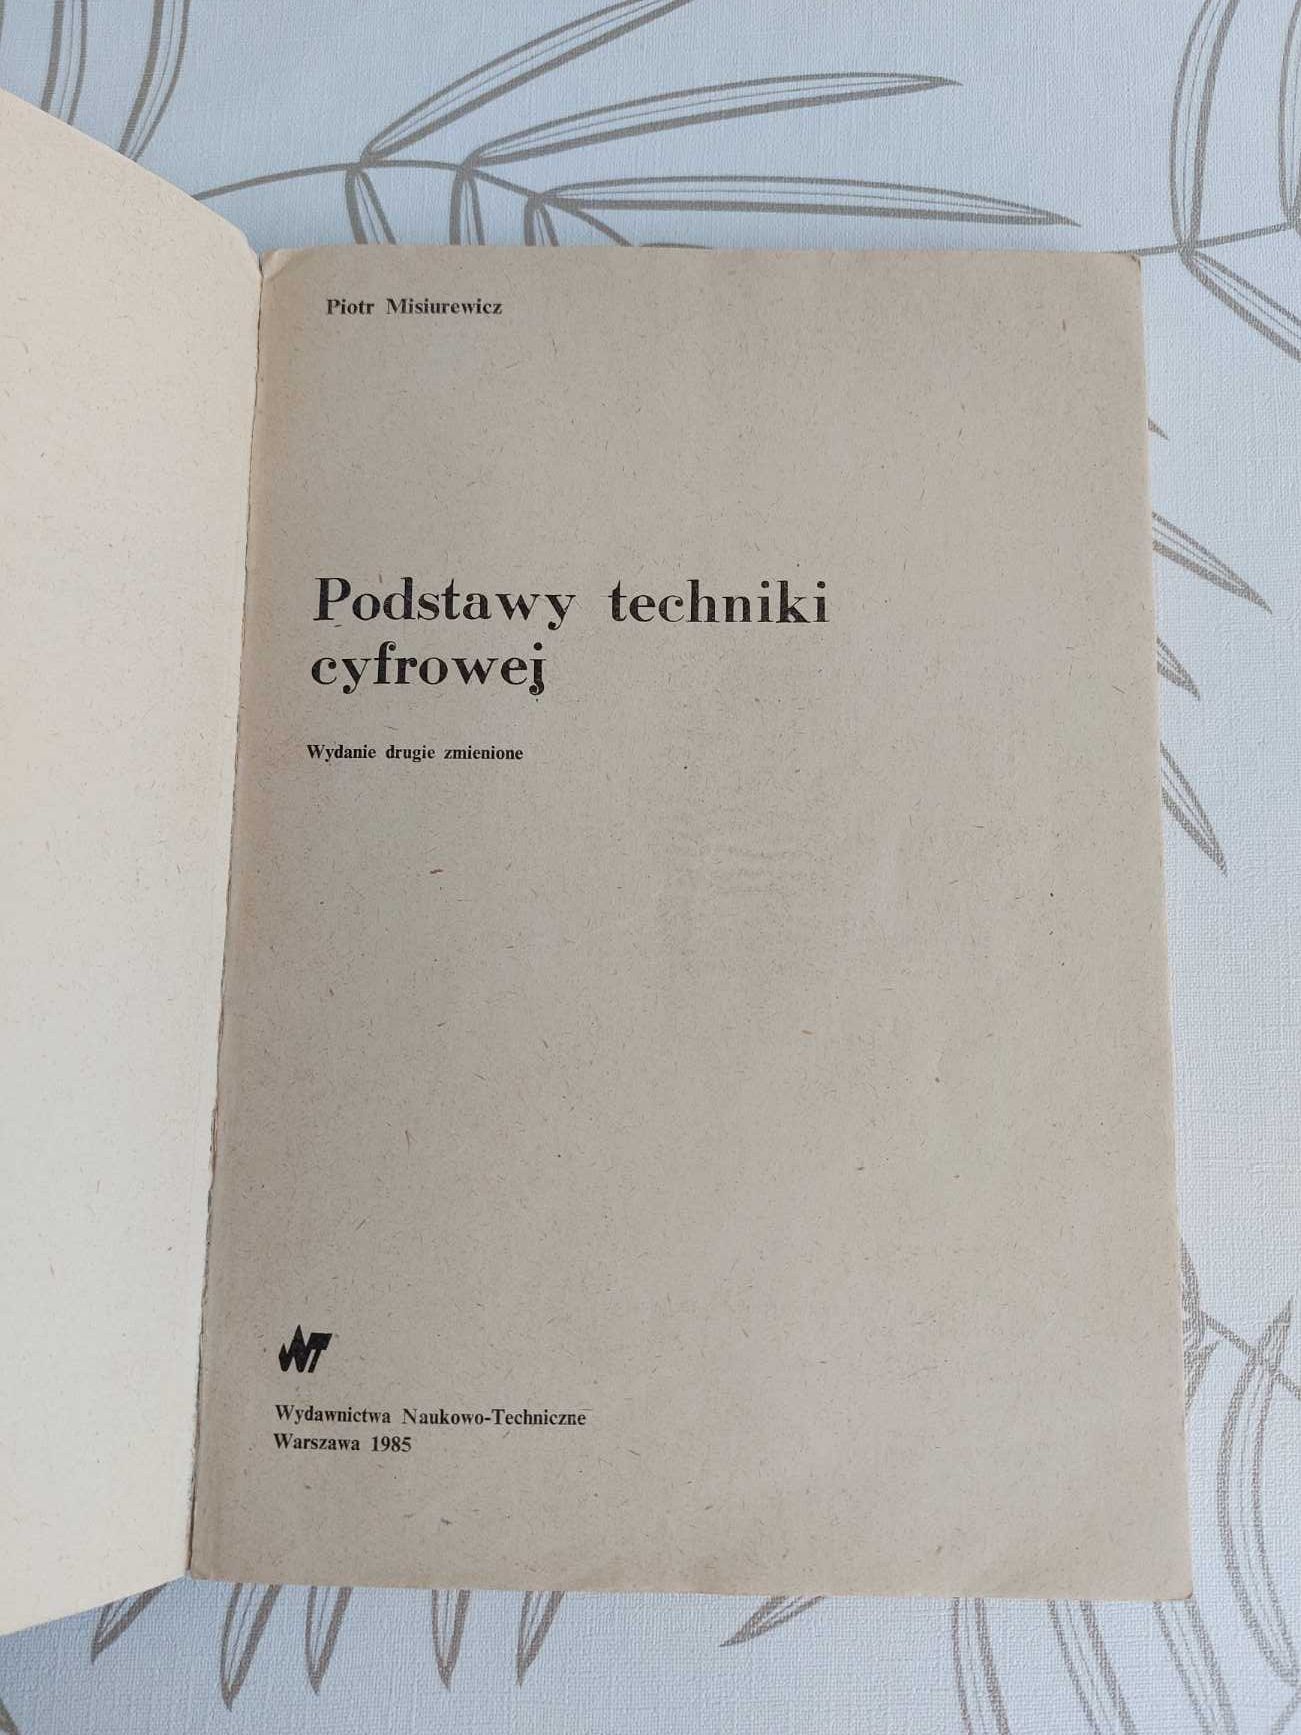 Piotr Misiurewicz
Podstawy techniki
cyfrowej
Wydanie drugie zmienione
WNT
Wydawnictwa Naukowo-Techniczne
Warszawa 1985